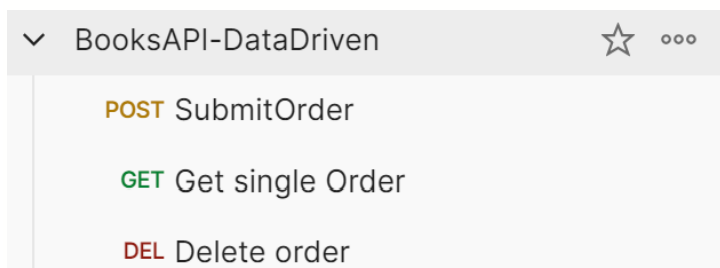 BooksAPI-DataDriven
POST SubmitOrder
GET Get single Order
DEL Delete order